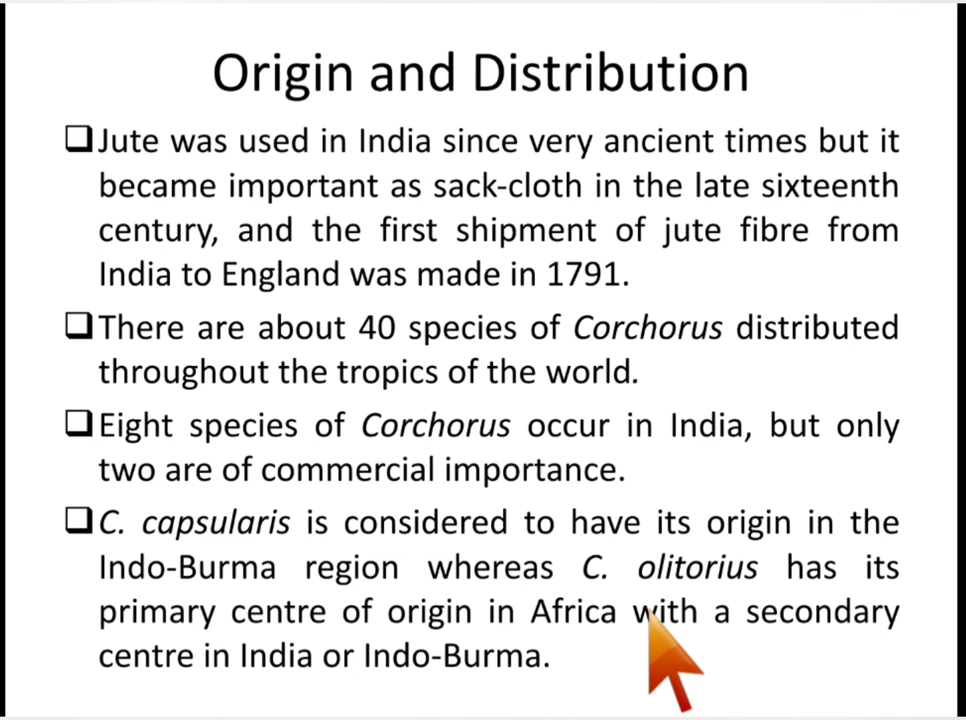 Origin and Distribution
❑Jute was used in India since very ancient times but it
became important as sack-cloth in the late sixteenth
century, and the first shipment of jute fibre from
India to England was made in 1791.
❑There are about 40 species of Corchorus distributed
throughout the tropics of the world.
❑Eight species of Corchorus occur in India, but only
two are of commercial importance.
❑C. capsularis is considered to have its origin in the
Indo-Burma region whereas C. olitorius has its
primary centre of origin in Africa with a secondary
centre in India or Indo-Burma.